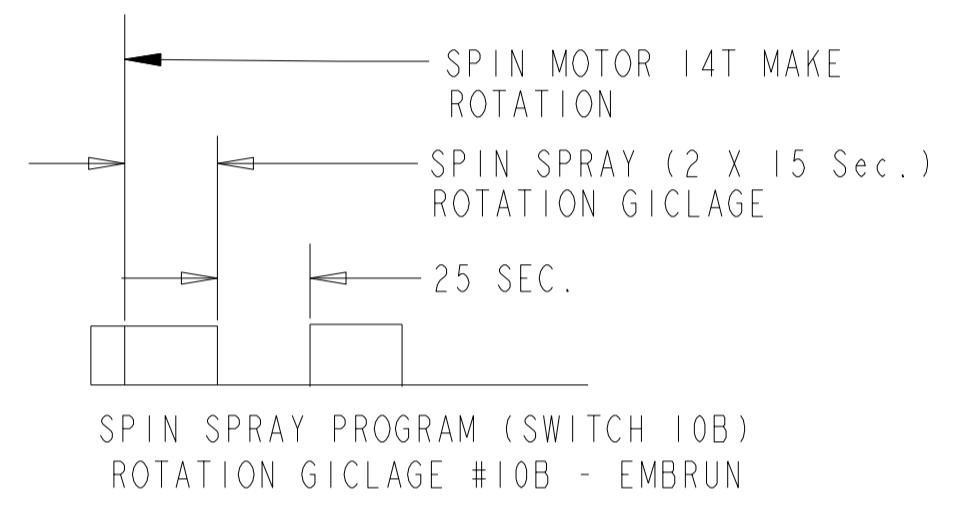 SPIN MOTOR 14T MAKE
ROTATION
SPIN SPRAY (2 X 15 Sec.)
ROTATION GICLAGE
25 SEC.
SPIN SPRAY PROGRAM (SWITCH 10B)
ROTATION GICLAGE #10B - EMBRUN